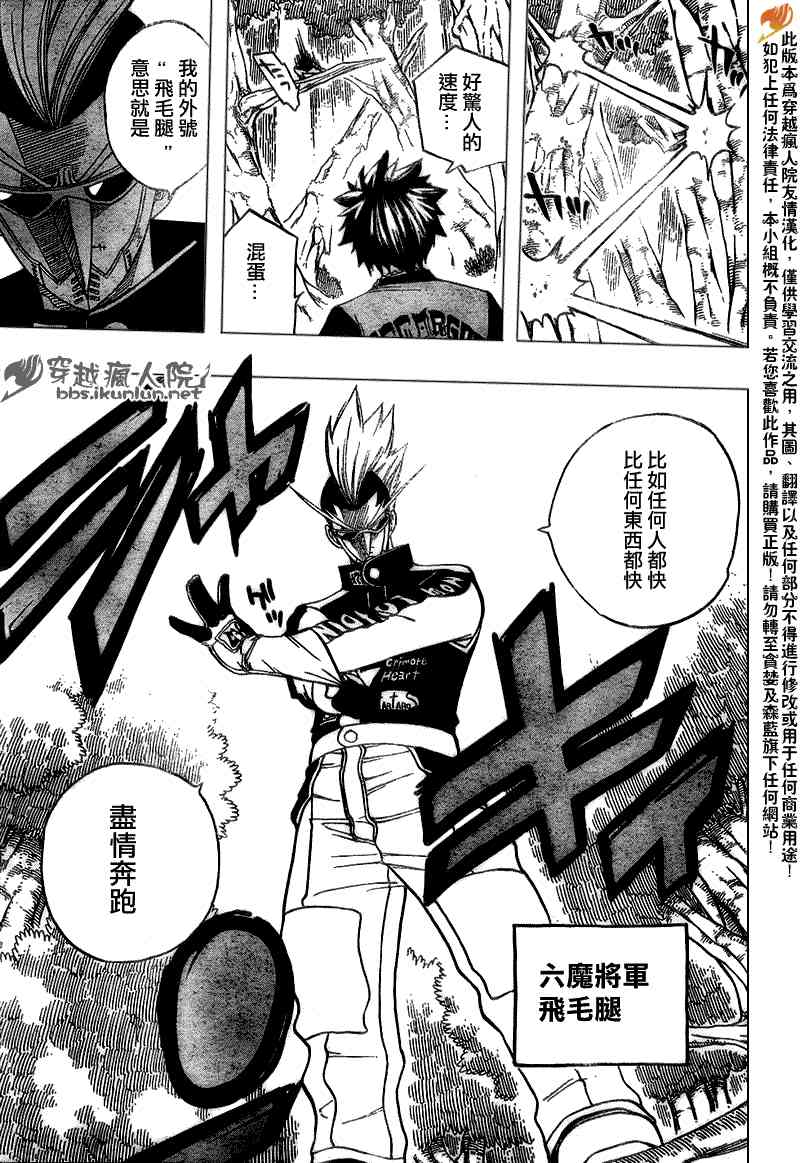 好驚人的
速度…
混蛋…
我的外號
“飛毛腿”
意思就是
比如任何人都快
比任何東西都快
Crimoff
Heart
盡情奔跑
六魔將軍
飛毛腿
穿越瘋人院
bbs.ikunlun.net
此版本爲穿越瘋人院友情漢化，僅供學習交流之用，其圖、翻譯以及任何部分不得進行修改或用于任何商業用途！
如犯上任何法律責任，本小組概不負責。若您喜歡此作品，請購買正版！請勿轉至貪婪及森藍旗下任何網站！